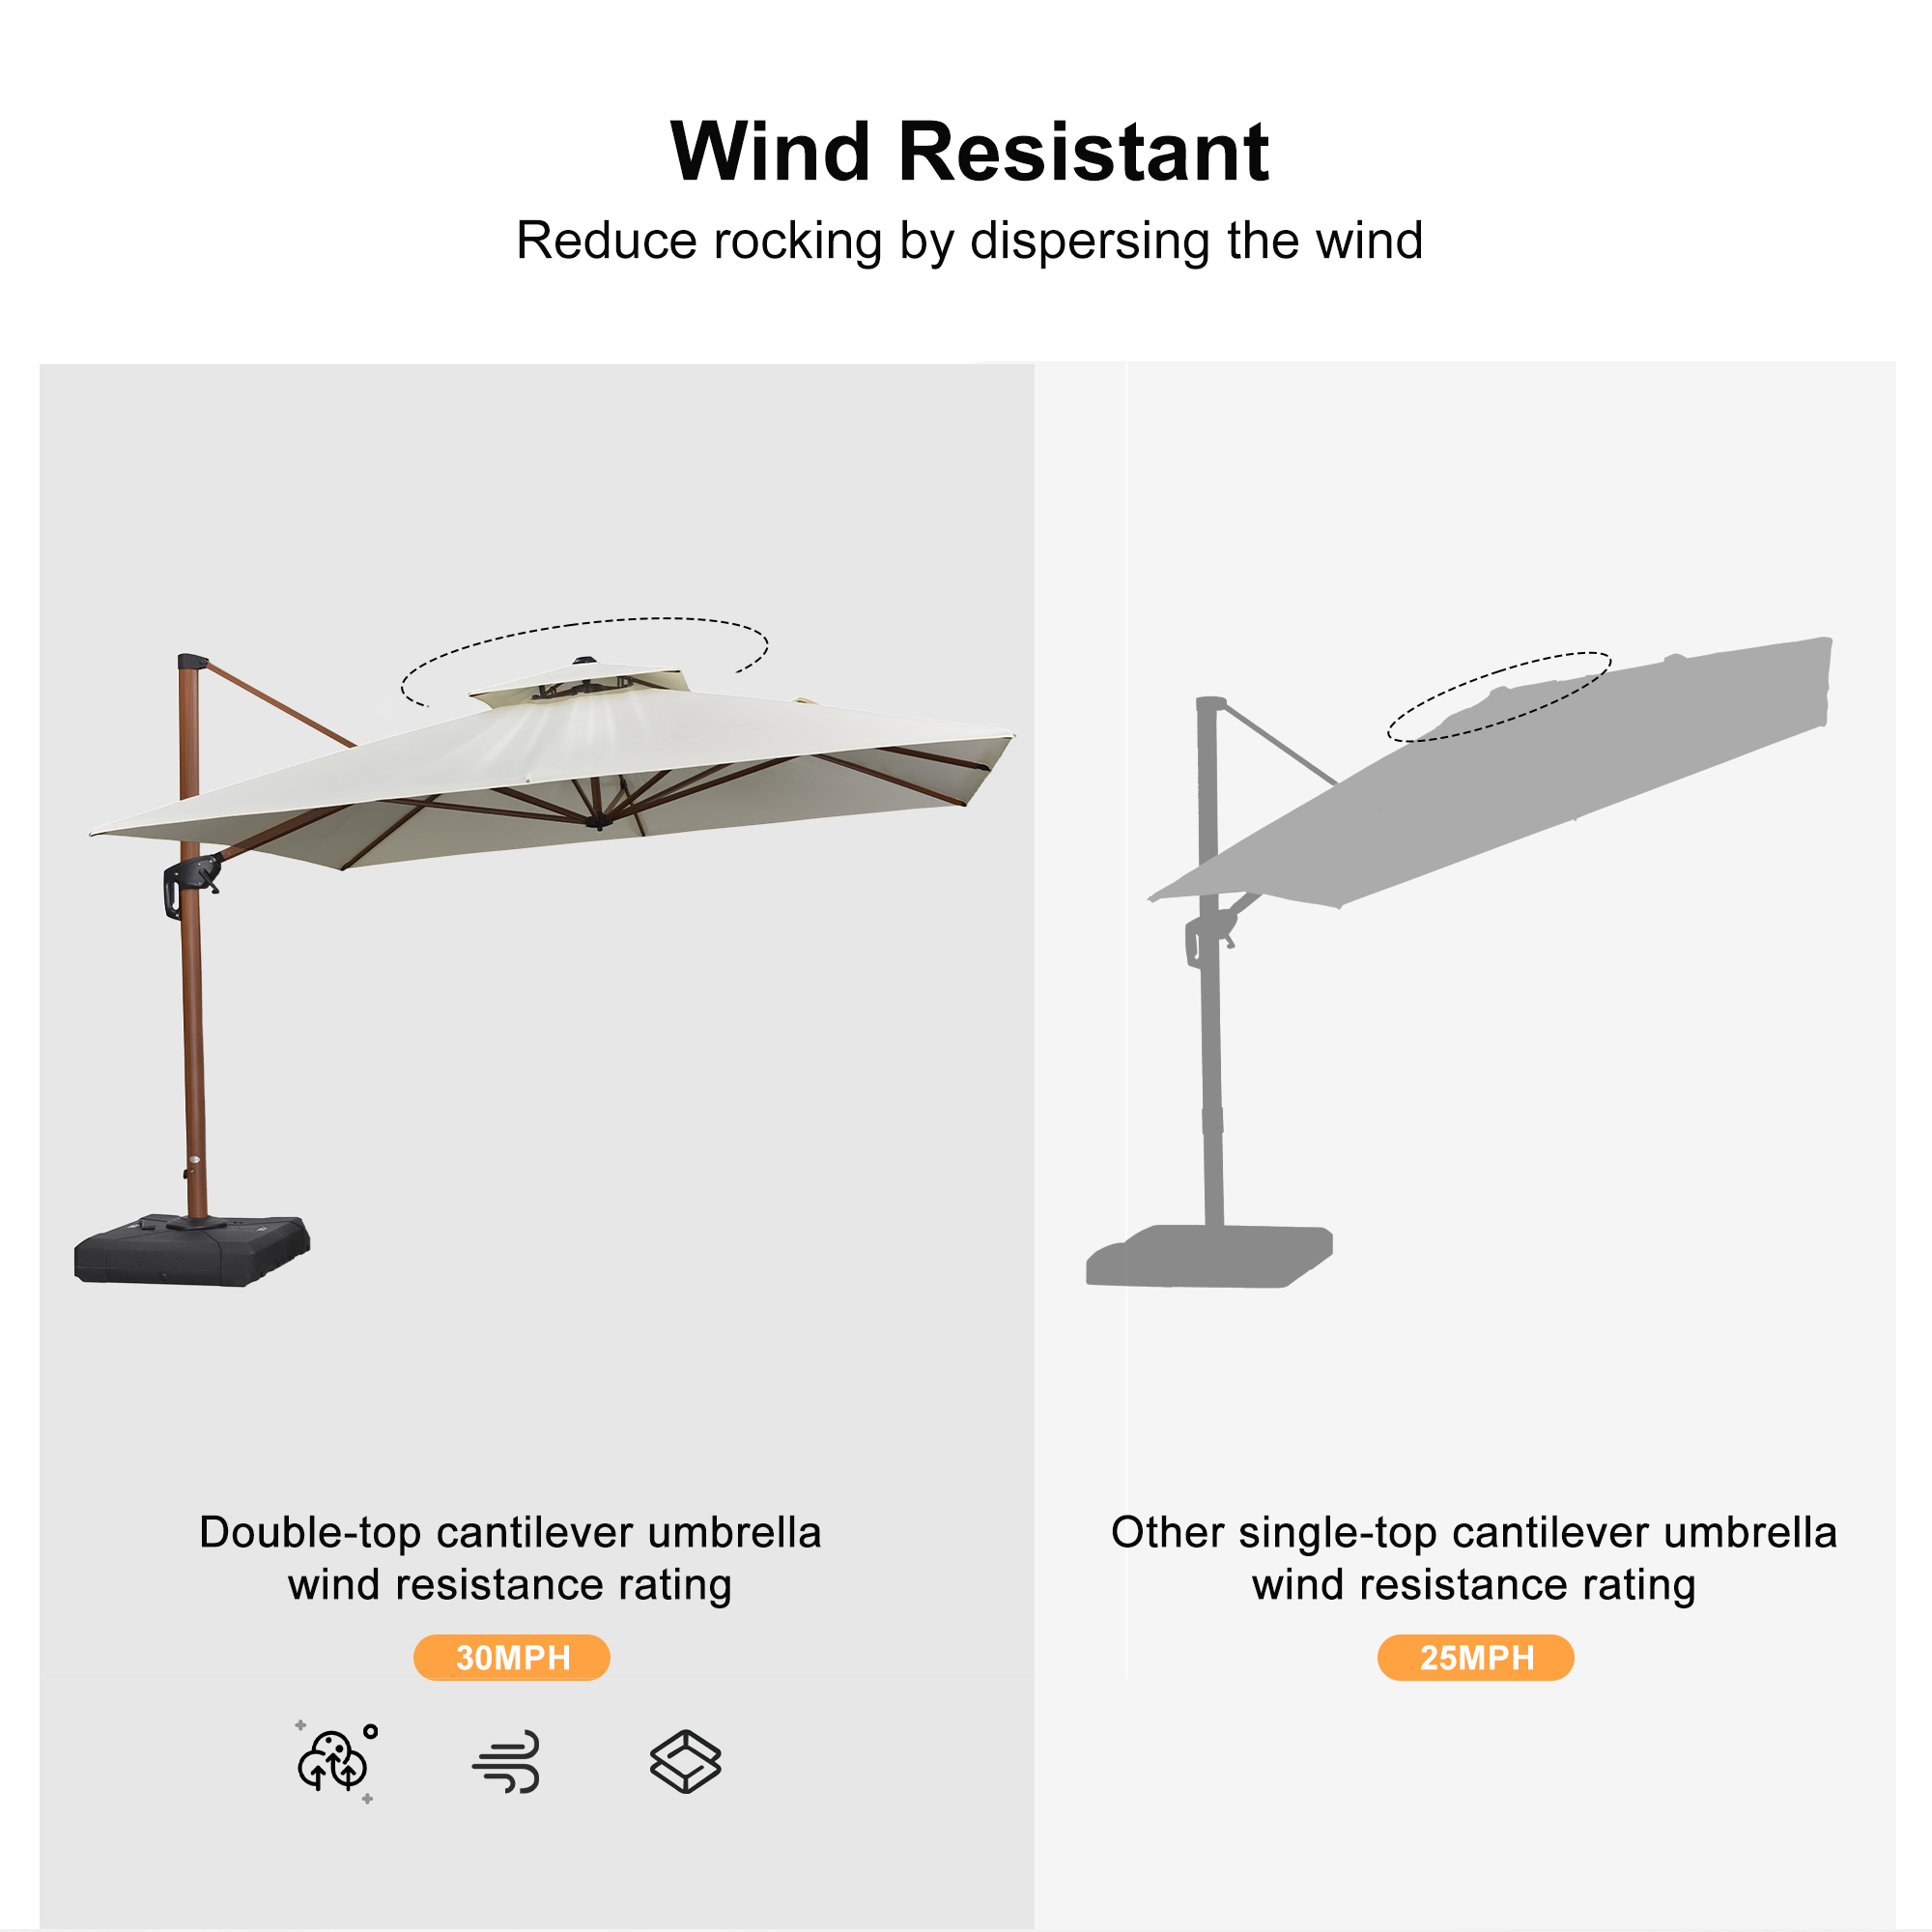 Wind Resistant
Reduce rocking by dispersing the wind
Double-top cantilever umbrella
wind resistance rating
30MPH
Other single-top cantilever umbrella
wind resistance rating
25MPH